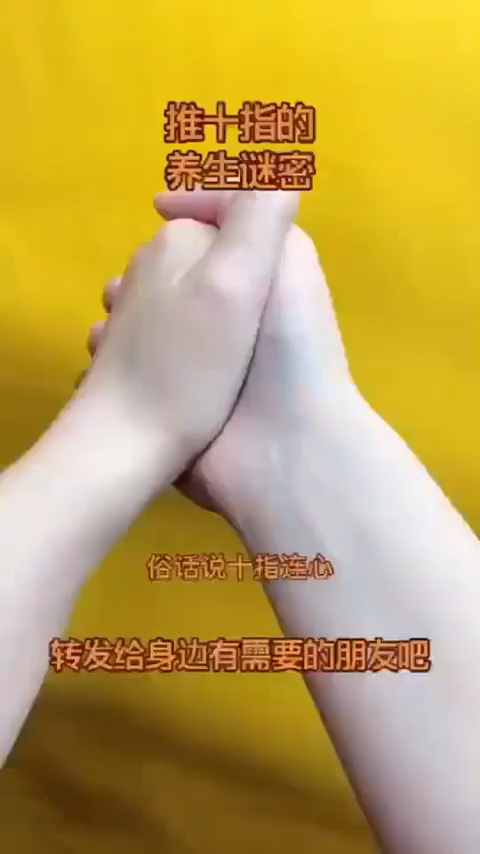 推十指的
养生谜密
俗话说十指连心
转发给身边有需要的朋友吧